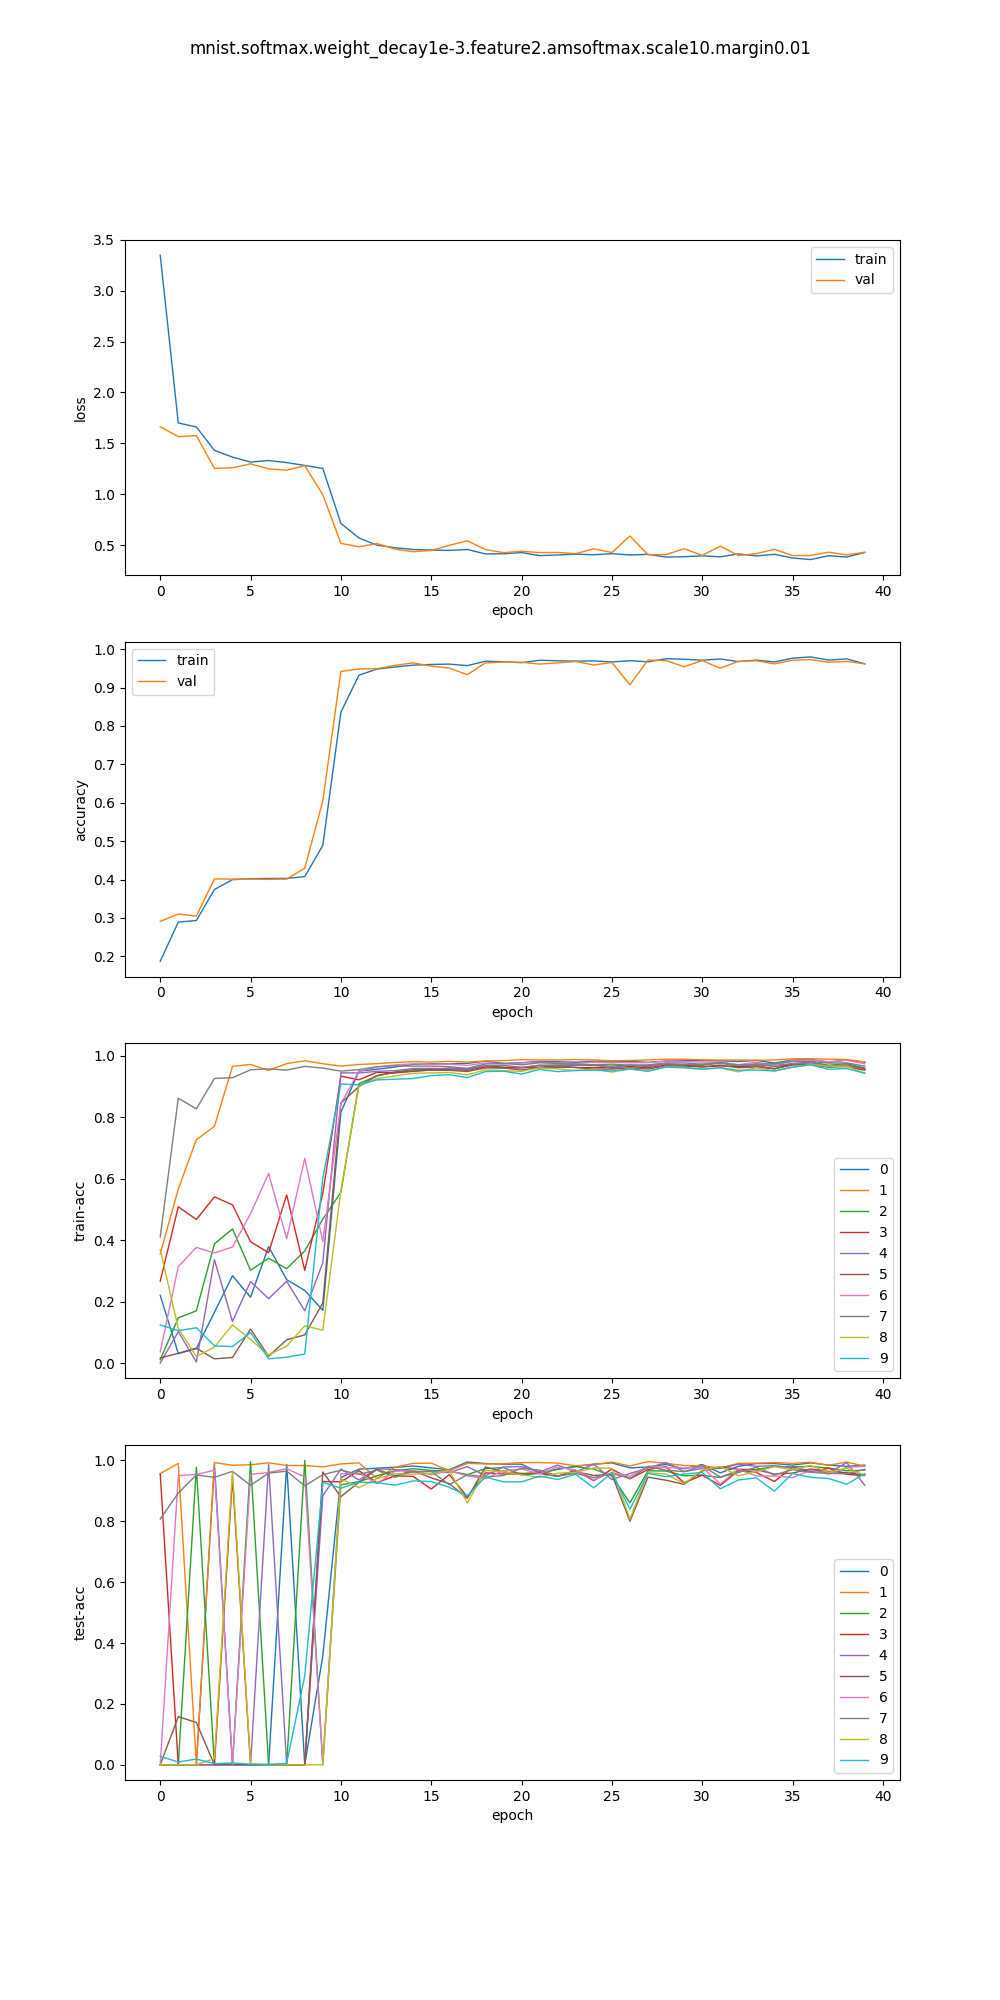 mnist.softmax.weight_decay1e-3.feature2.amsoftmax.scale10.margin0.01
3.5
3.0
2.5
2.0
1.5
1.0
0.5
loss
train
val
0 5 10 15 20 25 30 35 40
epoch
1.0
0.9
0.8
0.7
0.6
0.5
0.4
0.3
0.2
accuracy
train
val
0 5 10 15 20 25 30 35 40
epoch
1.0
0.8
0.6
0.4
0.2
0.0
train-acc
0
1
2
3
4
5
6
7
8
9
0 5 10 15 20 25 30 35 40
epoch
1.0
0.8
0.6
0.4
0.2
0.0
test-acc
0
1
2
3
4
5
6
7
8
9
0 5 10 15 20 25 30 35 40
epoch